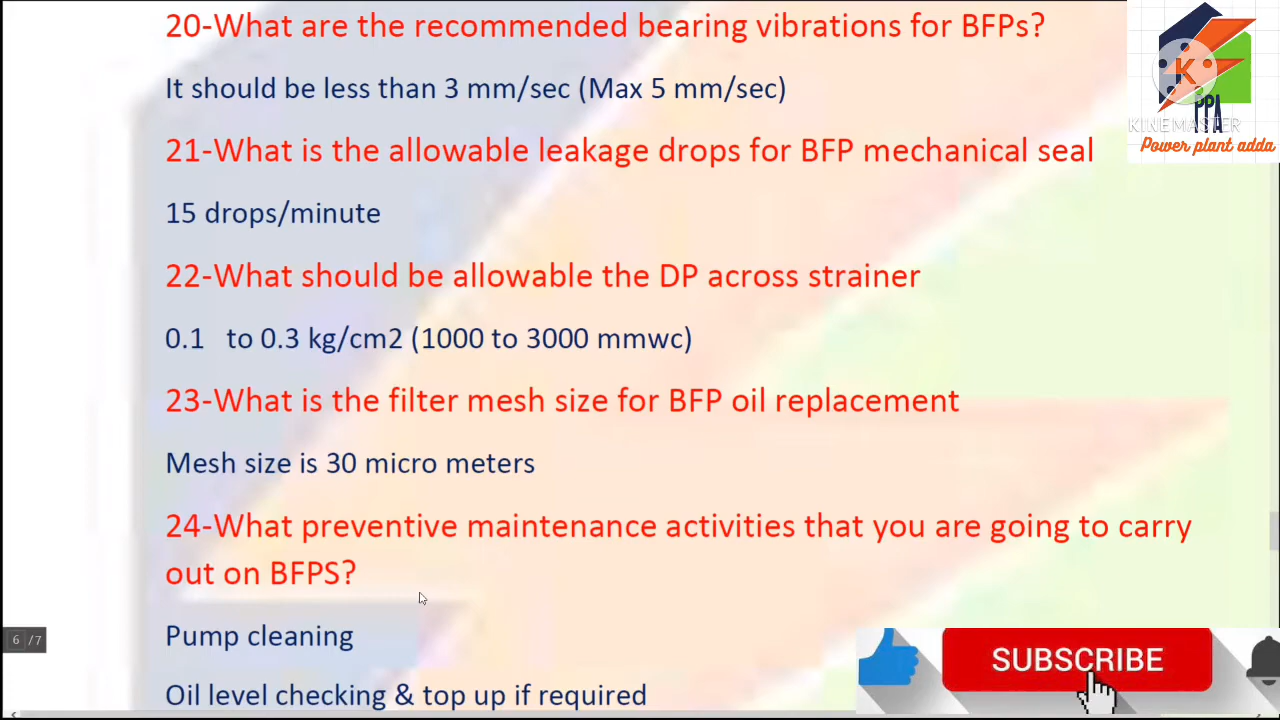 20-What are the recommended bearing vibrations for BFPs?
It should be less than 3 mm/sec (Max 5 mm/sec)
21-What is the allowable leakage drops for BFP mechanical seal
15 drops/minute
22-What should be allowable the DP across strainer
0.1 to 0.3 kg/cm2 (1000 to 3000 mmwc)
23-What is the filter mesh size for BFP oil replacement
Mesh size is 30 micro meters
24-What preventive maintenance activities that you are going to carry
out on BFPS?
Pump cleaning
Oil level checking & top up if required
K
PPA
KINEMASTER
Power plant adda
6 /7
SUBSCRIBE